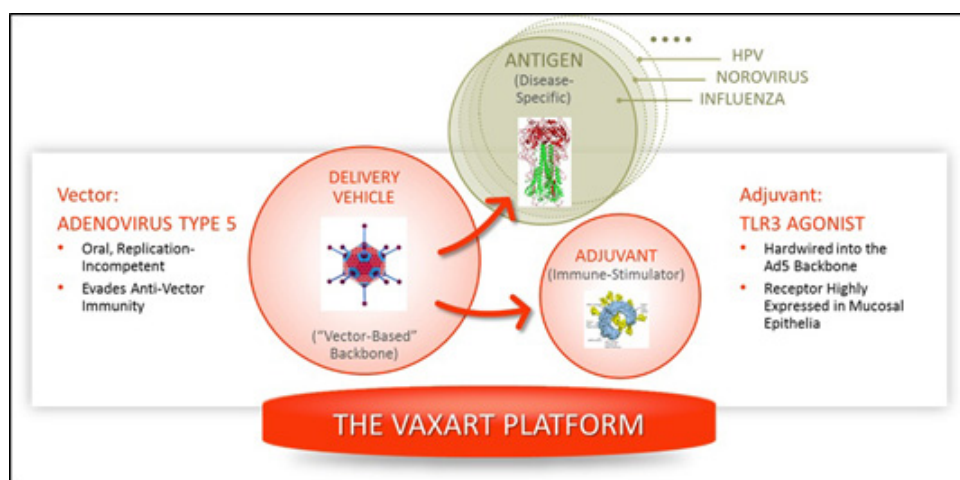 ANTIGEN
(Disease-
Specific)
HPV
NOROVIRUS
INFLUENZA
Vector:
ADENOVIRUS TYPE 5
• Oral, Replication-
Incompetent
• Evades Anti-Vector
Immunity
DELIVERY
VEHICLE
("Vector-Based"
Backbone)
ADJUVANT
(Immune-Stimulator)
Adjuvant:
TLR3 AGONIST
• Hardwired into the
Ad5 Backbone
• Receptor Highly
Expressed in Mucosal
Epithelia
THE VAXART PLATFORM